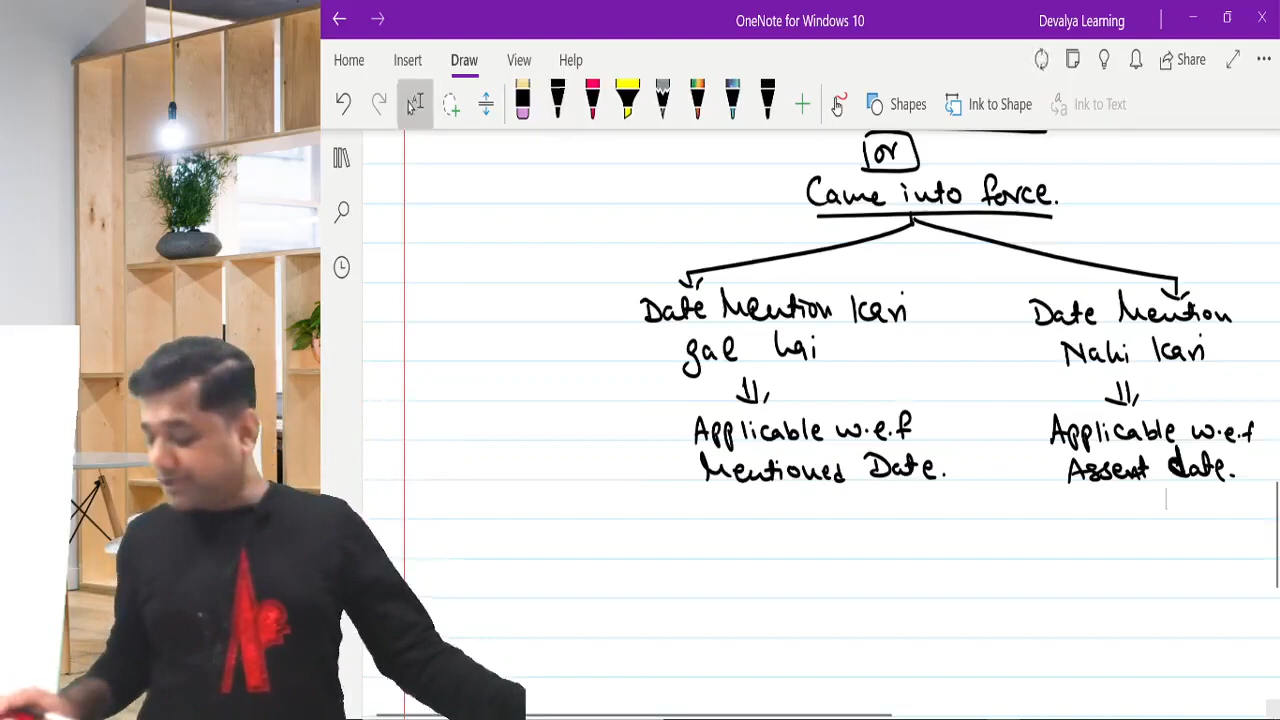 OneNote for Windows 10
Devalya Learning
Home Insert Draw View Help
Share
Shapes Ink to Shape Ink to Text
or
Came into force.
Date Mention Kari
gae hai
Applicable w.e.f
Mentioned Date.
Date Mention
Nahi Kari
Applicable w.e.f
Assent date.